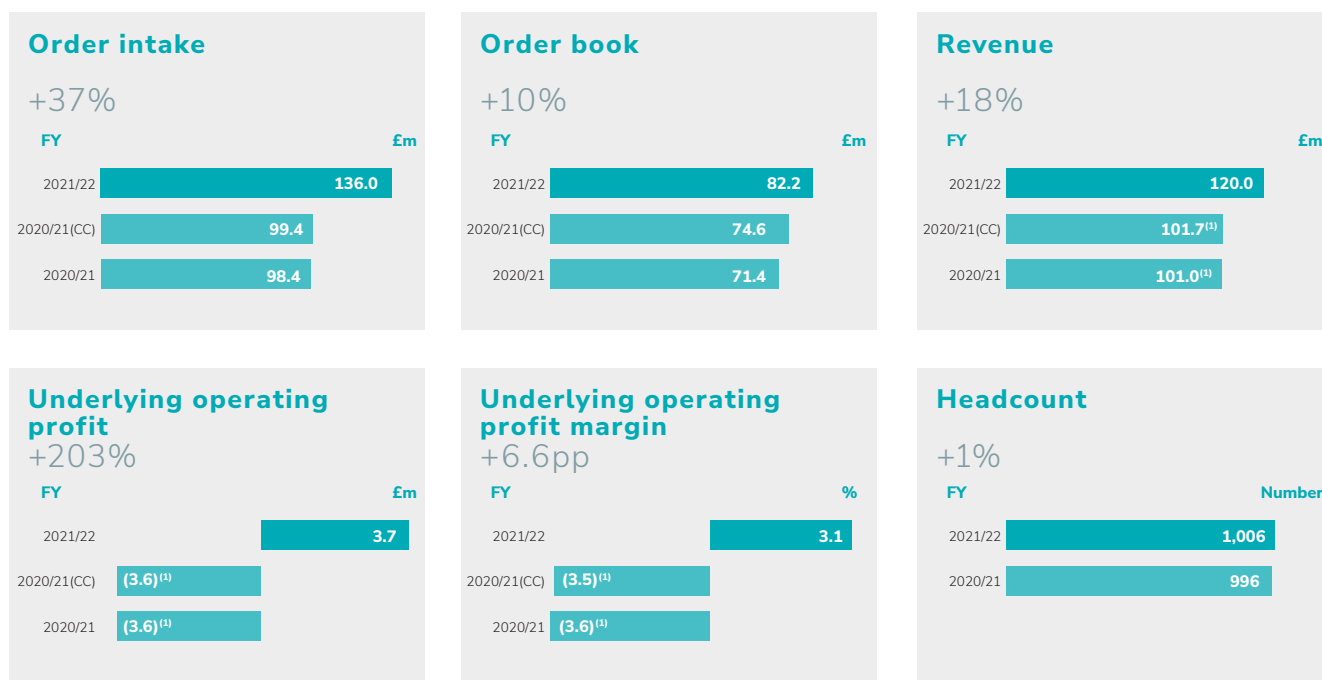 Order intake
+37%
FY £m
2021/22 136.0
2020/21(CC) 99.4
2020/21 98.4
Order book
+10%
FY £m
2021/22 82.2
2020/21(CC) 74.6
2020/21 71.4
Revenue
+18%
FY £m
2021/22 120.0
2020/21(CC) 101.7(1)
2020/21 101.0(1)
Underlying operating
profit
+203%
FY £m
2021/22 3.7
2020/21(CC) (3.6)(1)
2020/21 (3.6)(1)
Underlying operating
profit margin
+6.6pp
FY %
2021/22 3.1
2020/21(CC) (3.5)(1)
2020/21 (3.6)(1)
Headcount
+1%
FY Number
2021/22 1,006
2020/21 996